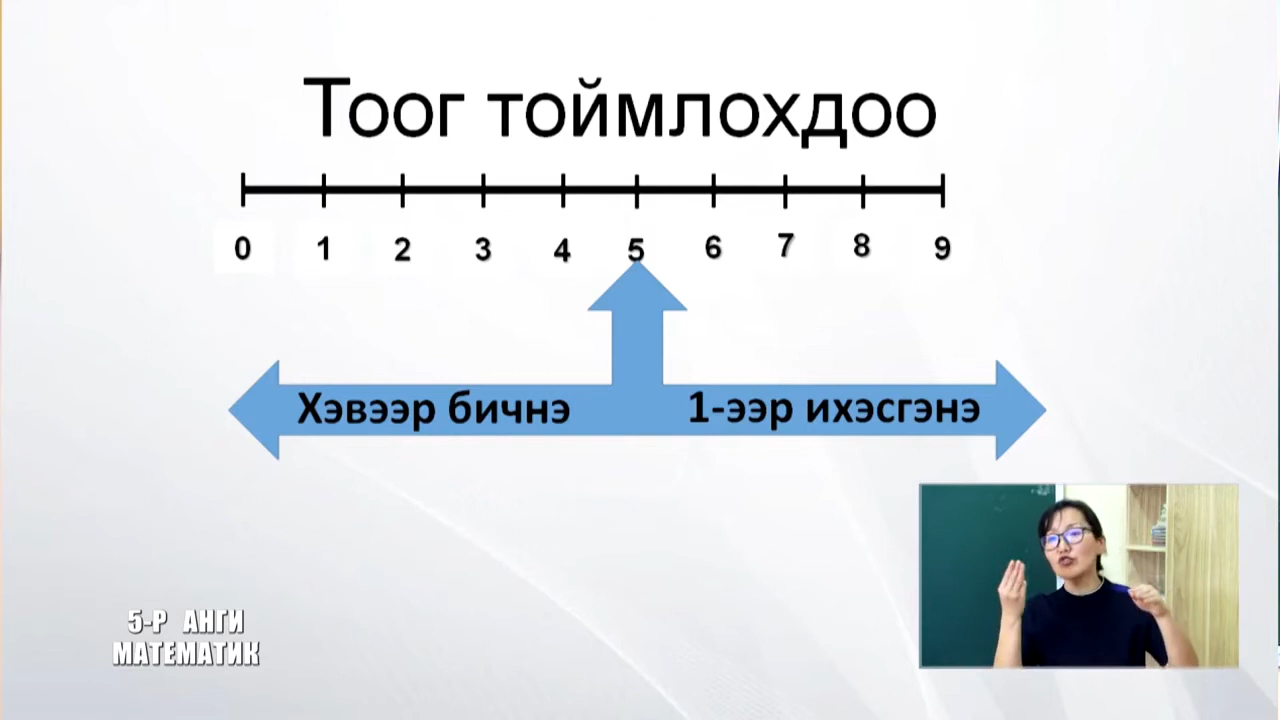 Тоог тоймлохдоо
0 1 2 3 4 5 6 7 8 9
Хэвээр бичнэ
1-ээр ихэсгэнэ
5-Р АНГИ
МАТЕМАТИК